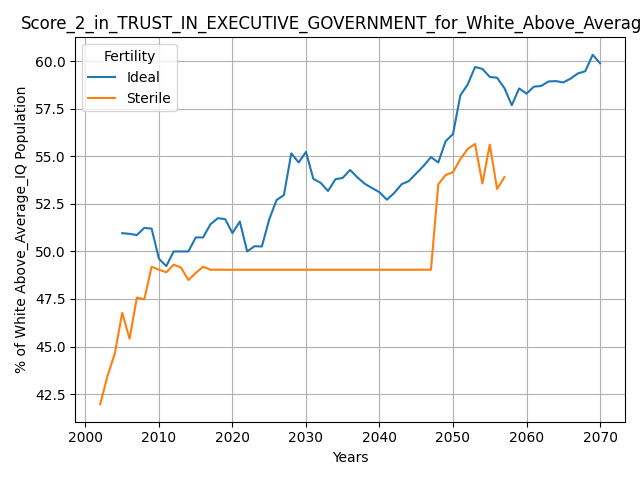 Score_2_in_TRUST_IN_EXECUTIVE_GOVERNMENT_for_White_Above_Averag
Fertility
Ideal
Sterile
% of White Above_Average_IQ Population
60.0
57.5
55.0
52.5
50.0
47.5
45.0
42.5
2000 2010 2020 2030 2040 2050 2060 2070
Years